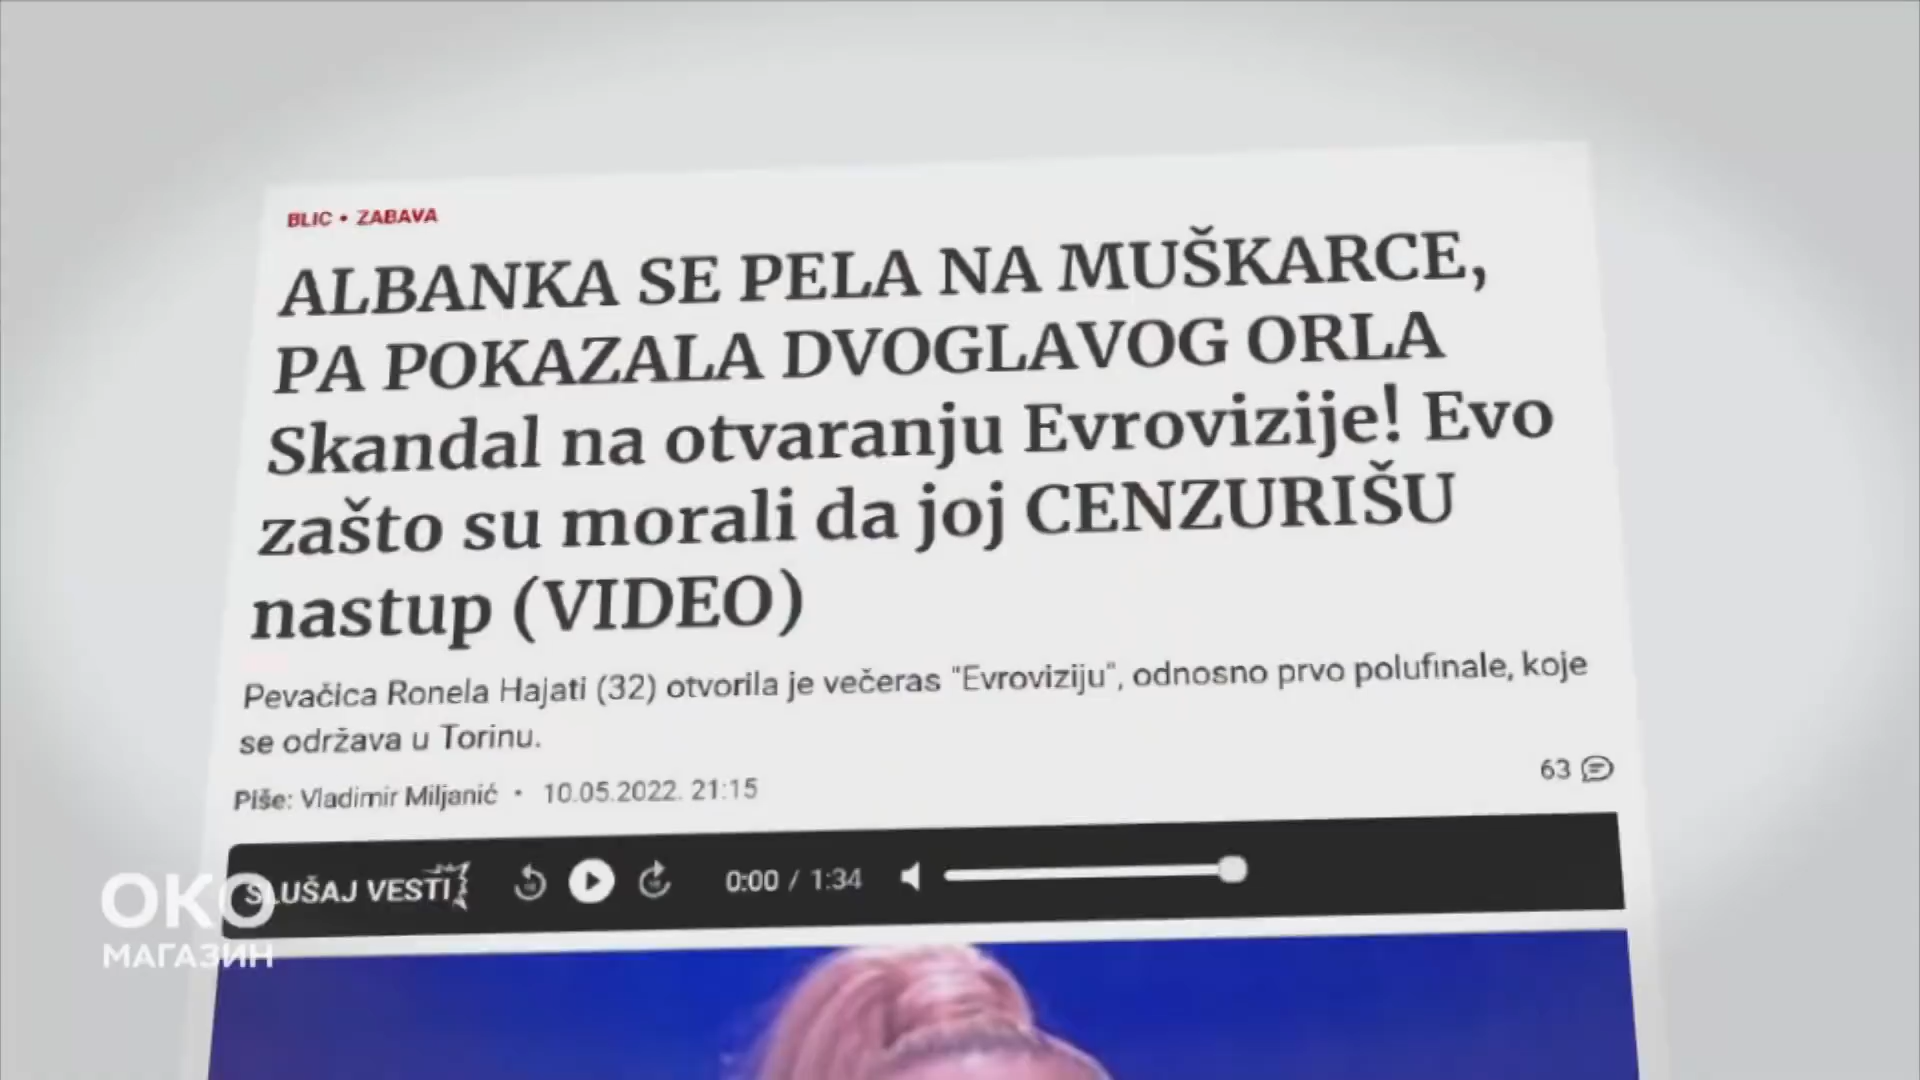 BLIC • ZABAVA
ALBANKA SE PELA NA MUŠKARCE,
PA POKAZALA DVOGLAVOG ORLA
Skandal na otvaranju Evrovizije! Evo
zašto su morali da joj CENZURIŠU
nastup (VIDEO)
Pevačica Ronela Hajati (32) otvorila je večeras "Evroviziju", odnosno prvo polufinale, koje
se održava u Torinu.
Piše: Vladimir Miljanić • 10.05.2022. 21:15
63
SLUŠAJ VESTI
0:00 / 1:34
ОКО
МАГАЗИН